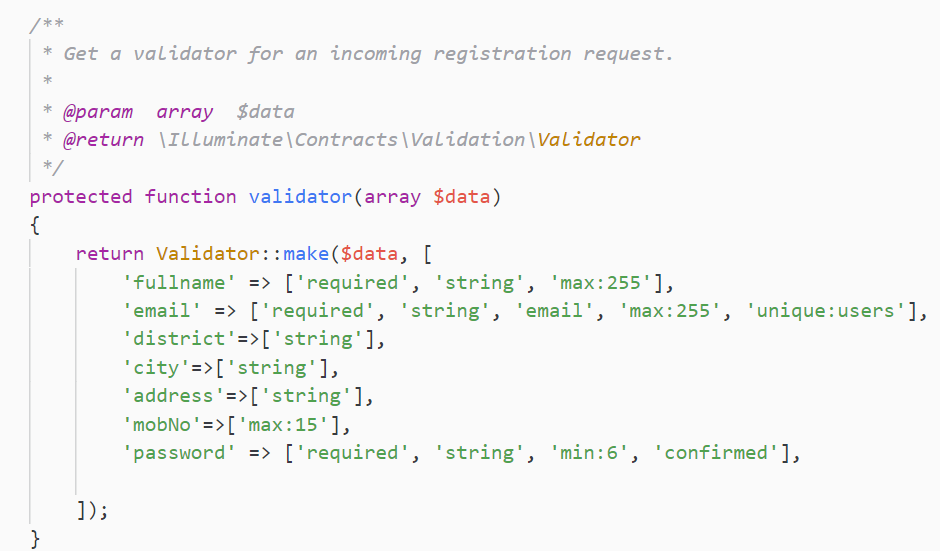 /**
 * Get a validator for an incoming registration request.
 *
 * @param  array  $data
 * @return \Illuminate\Contracts\Validation\Validator
 */
protected function validator(array $data)
{
    return Validator::make($data, [
        'fullname' => ['required', 'string', 'max:255'],
        'email' => ['required', 'string', 'email', 'max:255', 'unique:users'],
        'district'=>['string'],
        'city'=>['string'],
        'address'=>['string'],
        'mobNo'=>['max:15'],
        'password' => ['required', 'string', 'min:6', 'confirmed'],
    ]);
}